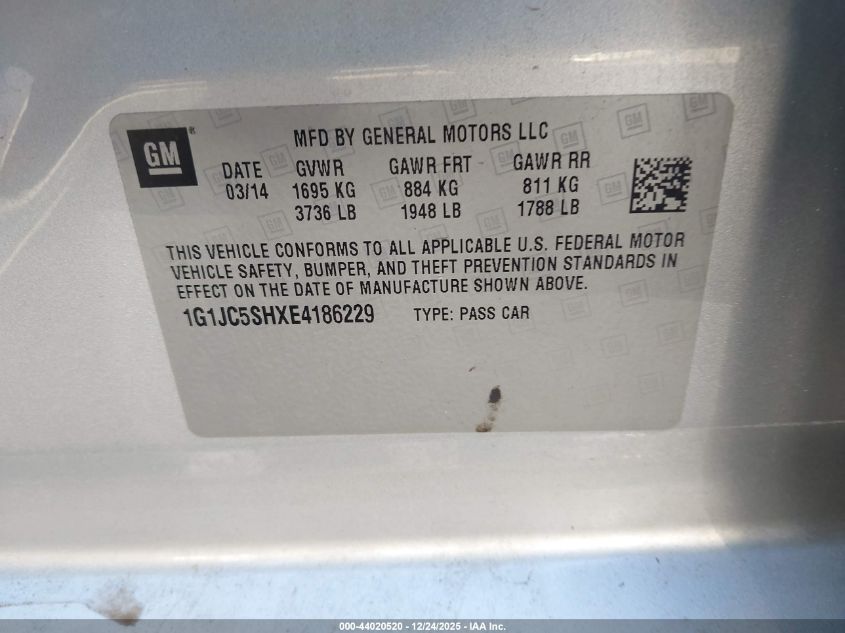 GM
MFD BY GENERAL MOTORS LLC
DATE GVWR GAWR FRT GAWR RR
03/14 1695 KG 884 KG 811 KG
3736 LB 1948 LB 1788 LB
THIS VEHICLE CONFORMS TO ALL APPLICABLE U.S. FEDERAL MOTOR
VEHICLE SAFETY, BUMPER, AND THEFT PREVENTION STANDARDS IN
EFFECT ON THE DATE OF MANUFACTURE SHOWN ABOVE.
1G1JC5SHXE4186229 TYPE: PASS CAR
000-44020520 - 12/24/2025 - IAA Inc.